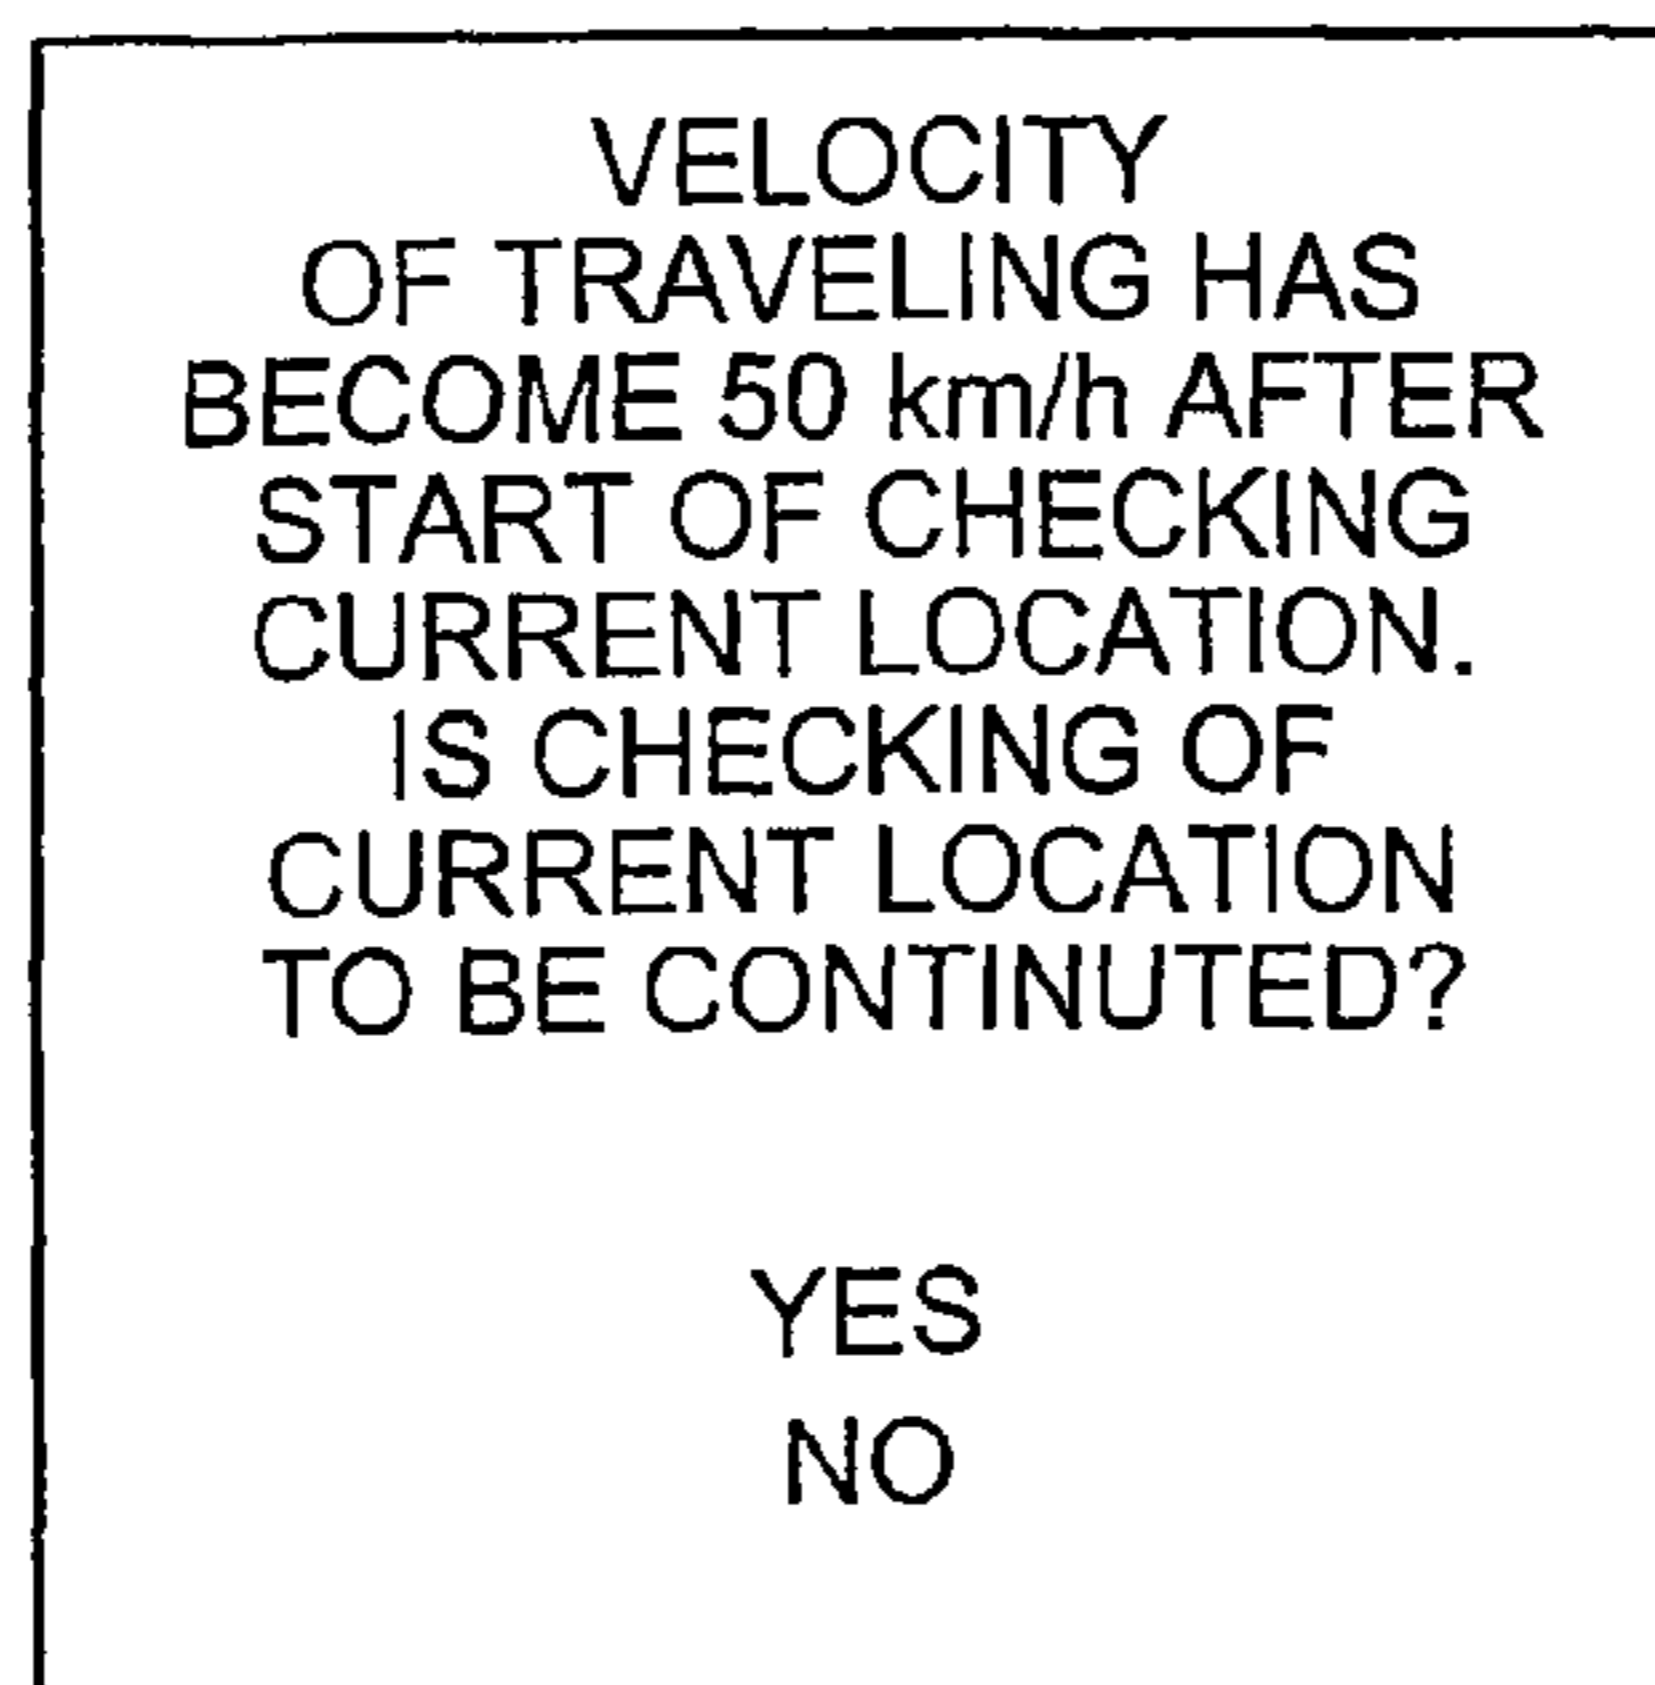 VELOCITY
OF TRAVELING HAS
BECOME 50 km/h AFTER
START OF CHECKING
CURRENT LOCATION.
IS CHECKING OF
CURRENT LOCATION
TO BE CONTINUTED?
YES
NO